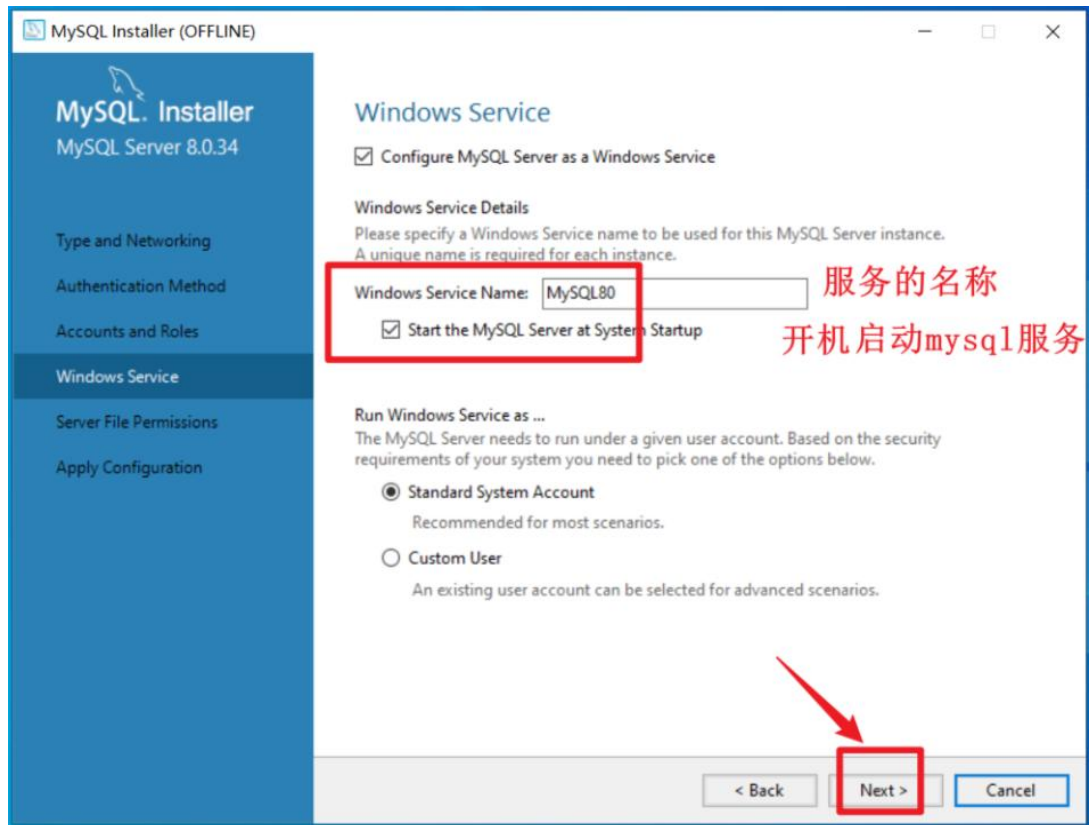 MySQL Installer (OFFLINE)
MySQL. Installer
MySQL Server 8.0.34
Type and Networking
Authentication Method
Accounts and Roles
Windows Service
Server File Permissions
Apply Configuration
Windows Service
Configure MySQL Server as a Windows Service
Windows Service Details
Please specify a Windows Service name to be used for this MySQL Server instance.
A unique name is required for each instance.
Windows Service Name: MySQL80
服务的名称
Start the MySQL Server at System Startup
开机启动mysql服务
Run Windows Service as ...
The MySQL Server needs to run under a given user account. Based on the security
requirements of your system you need to pick one of the options below.
Standard System Account
Recommended for most scenarios.
Custom User
An existing user account can be selected for advanced scenarios.
< Back
Next >
Cancel